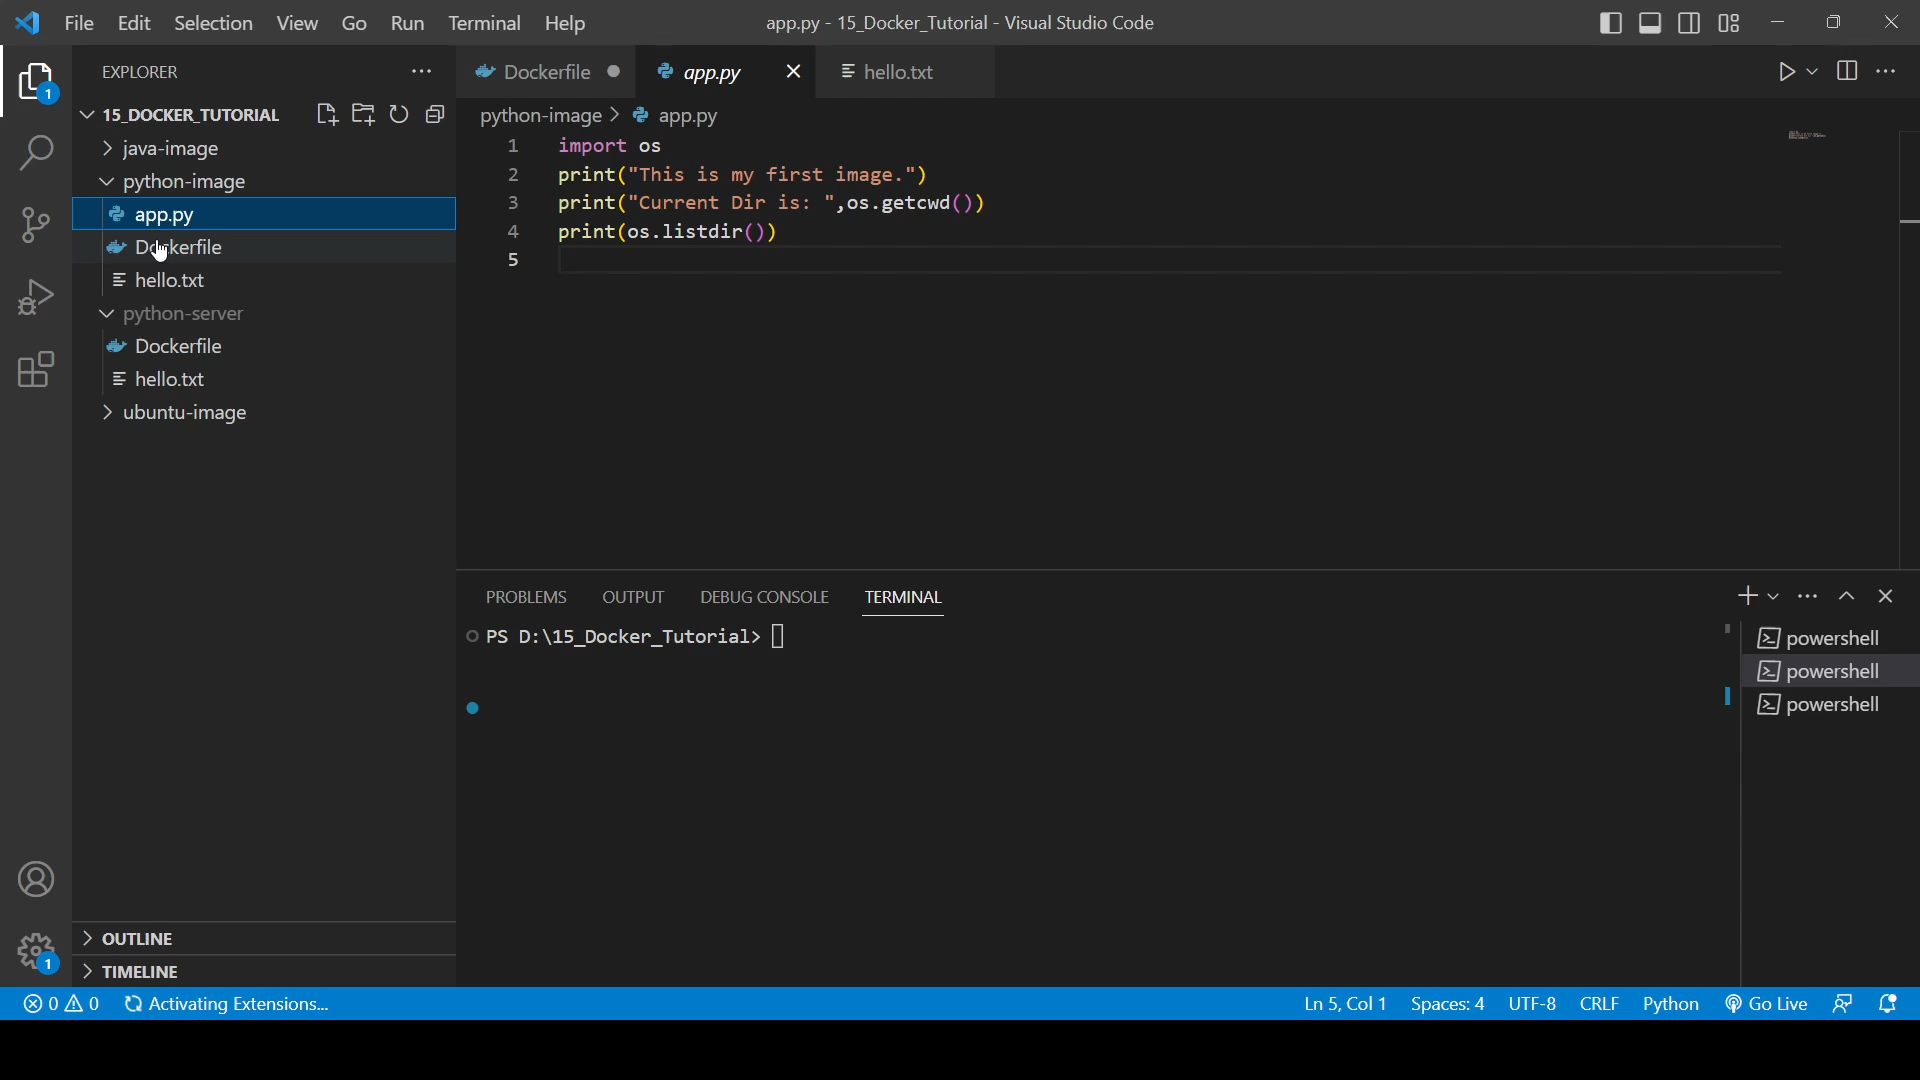 File Edit Selection View Go Run Terminal Help
app.py - 15_Docker_Tutorial - Visual Studio Code
EXPLORER
1
15_DOCKER_TUTORIAL
java-image
python-image
app.py
Dockerfile
hello.txt
python-server
Dockerfile
hello.txt
ubuntu-image
OUTLINE
TIMELINE
1
Dockerfile
app.py
hello.txt
python-image > app.py
1 import os
2 print("This is my first image.")
3 print("Current Dir is: ",os.getcwd())
4 print(os.listdir())
5
PROBLEMS OUTPUT DEBUG CONSOLE TERMINAL
PS D:\15_Docker_Tutorial>
powershell
powershell
powershell
0 0 Activating Extensions... Ln 5, Col 1 Spaces: 4 UTF-8 CRLF Python Go Live